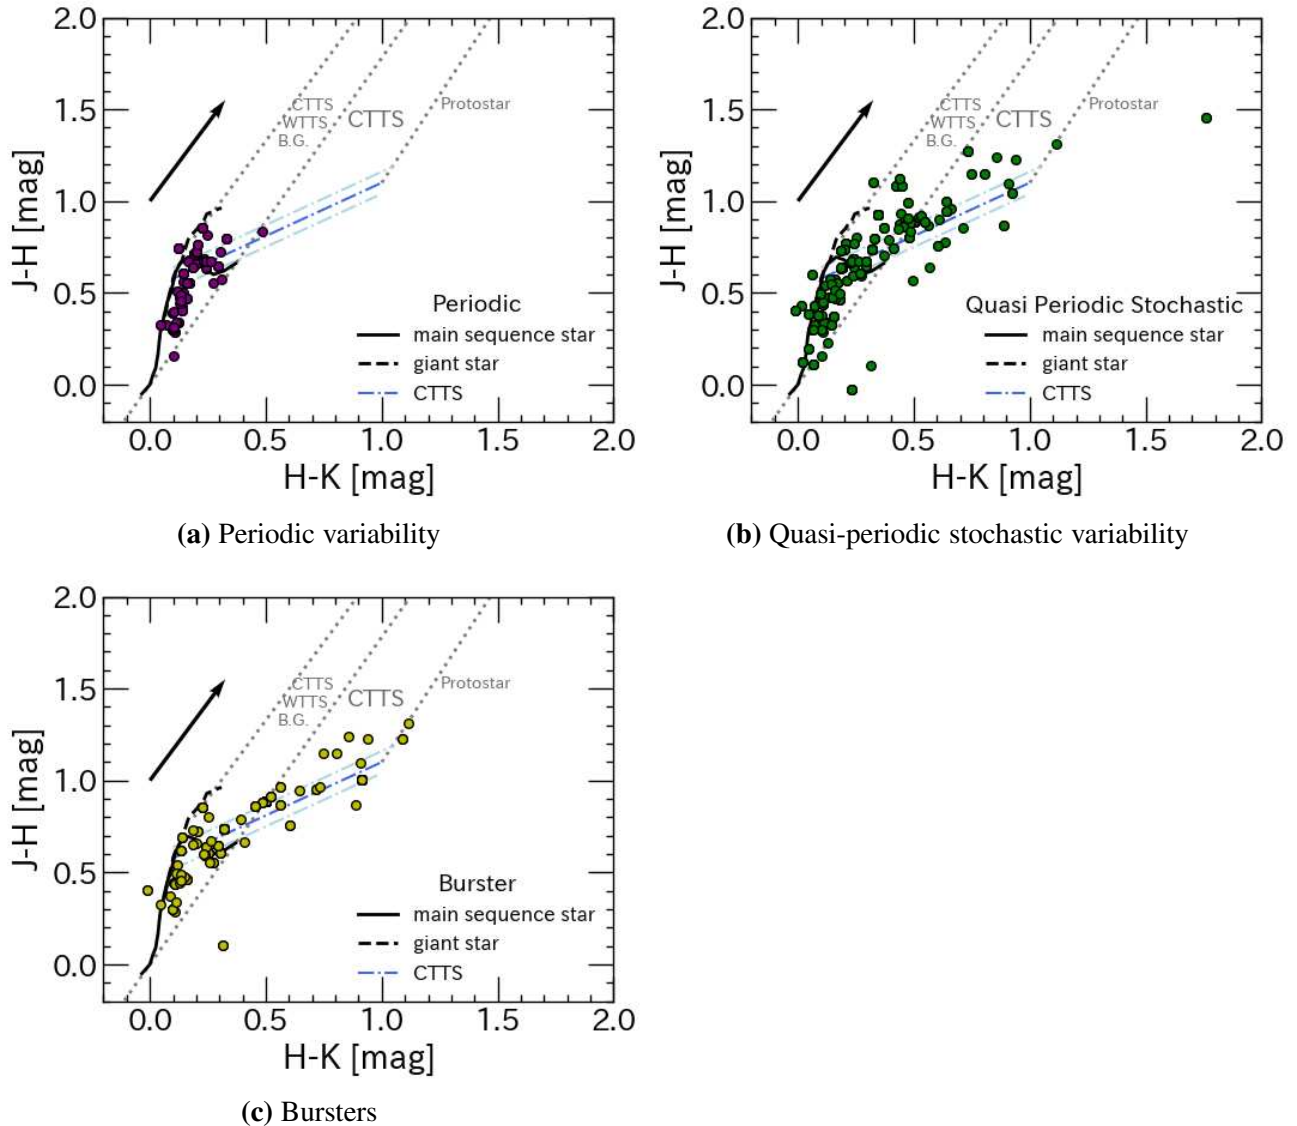 2.0
1.5
1.0
0.5
0.0
J-H [mag]
CTTS
WTTS
B.G.
CTTS
Protostar
Periodic
main sequence star
giant star
CTTS
0.0 0.5 1.0 1.5 2.0
H-K [mag]
(a) Periodic variability
2.0
1.5
1.0
0.5
0.0
J-H [mag]
CTTS
WTTS
B.G.
CTTS
Protostar
Quasi Periodic Stochastic
main sequence star
giant star
CTTS
0.0 0.5 1.0 1.5 2.0
H-K [mag]
(b) Quasi-periodic stochastic variability
2.0
1.5
1.0
0.5
0.0
J-H [mag]
CTTS
WTTS
B.G.
CTTS
Protostar
Burster
main sequence star
giant star
CTTS
0.0 0.5 1.0 1.5 2.0
H-K [mag]
(c) Bursters